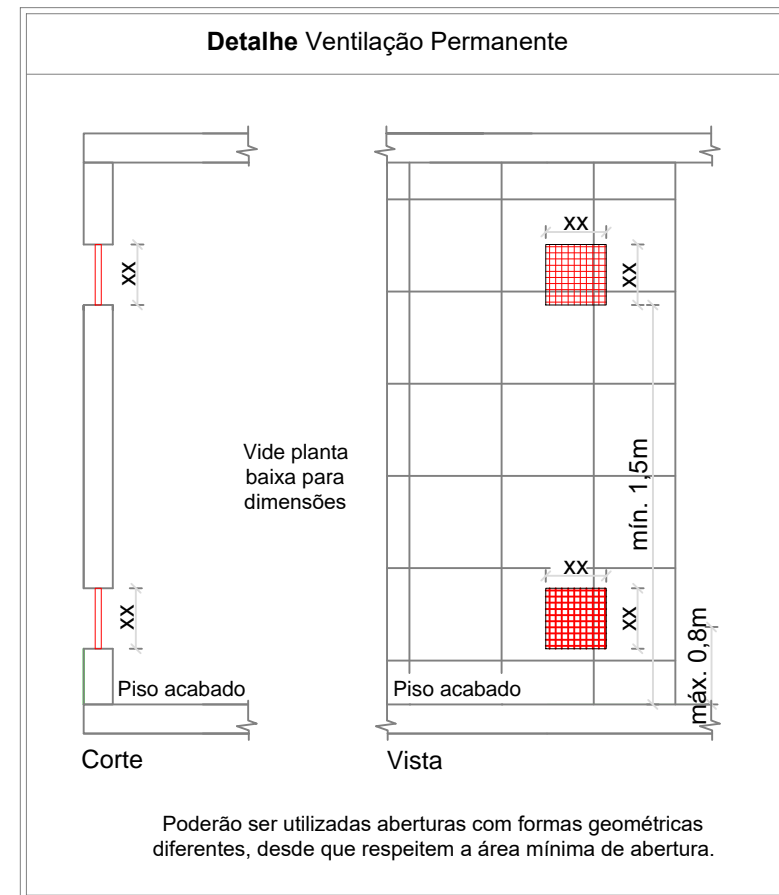 Detalhe Ventilação Permanente
xx
xx
xx
Vide planta
baixa para
dimensões
mín. 1,5m
xx
xx
xx
máx. 0,8m
Piso acabado
Piso acabado
Corte
Vista
Poderão ser utilizadas aberturas com formas geométricas
diferentes, desde que respeitem a área mínima de abertura.